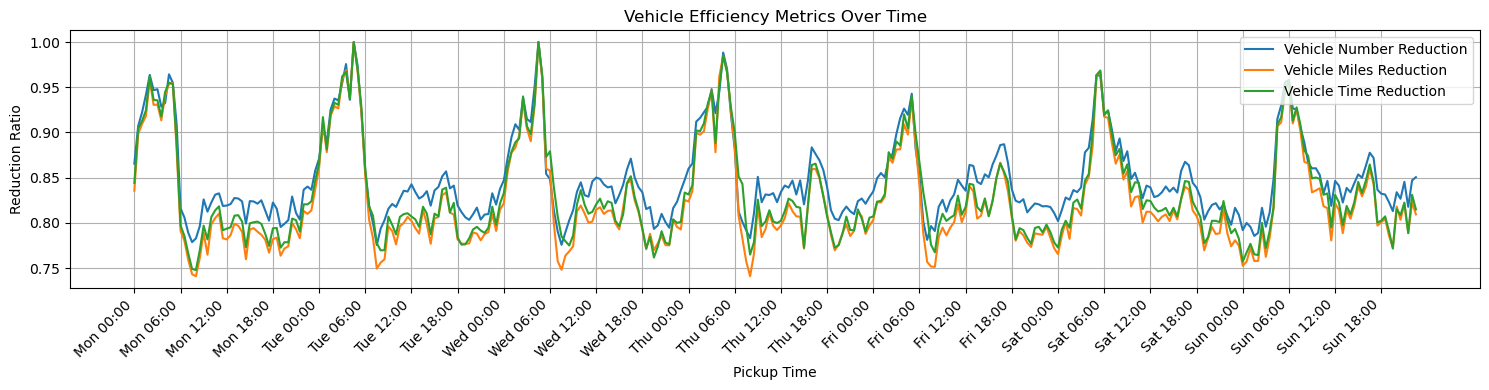 Vehicle Efficiency Metrics Over Time
Vehicle Number Reduction
Vehicle Miles Reduction
Vehicle Time Reduction
Reduction Ratio
1.00
0.95
0.90
0.85
0.80
0.75
Mon 00:00
Mon 06:00
Mon 12:00
Mon 18:00
Tue 00:00
Tue 06:00
Tue 12:00
Tue 18:00
Wed 00:00
Wed 06:00
Wed 12:00
Wed 18:00
Thu 00:00
Thu 06:00
Thu 12:00
Thu 18:00
Fri 00:00
Fri 06:00
Fri 12:00
Fri 18:00
Sat 00:00
Sat 06:00
Sat 12:00
Sat 18:00
Sun 00:00
Sun 06:00
Sun 12:00
Sun 18:00
Pickup Time